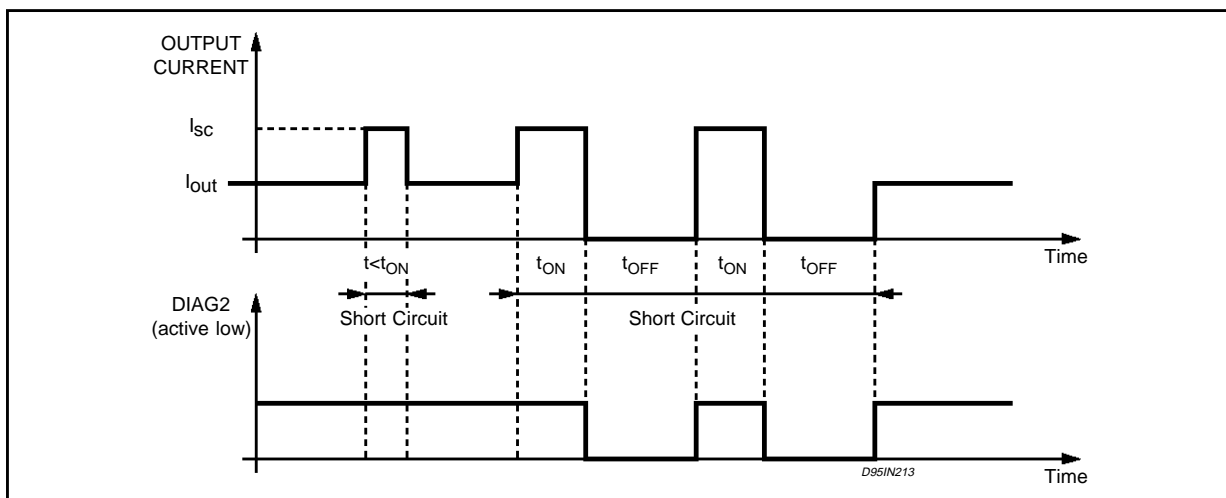 OUTPUT
CURRENT
Isc
Iout
Time
t<tON
tON
tOFF
tON
tOFF
DIAG2
(active low)
Short Circuit
Short Circuit
D95IN213
Time